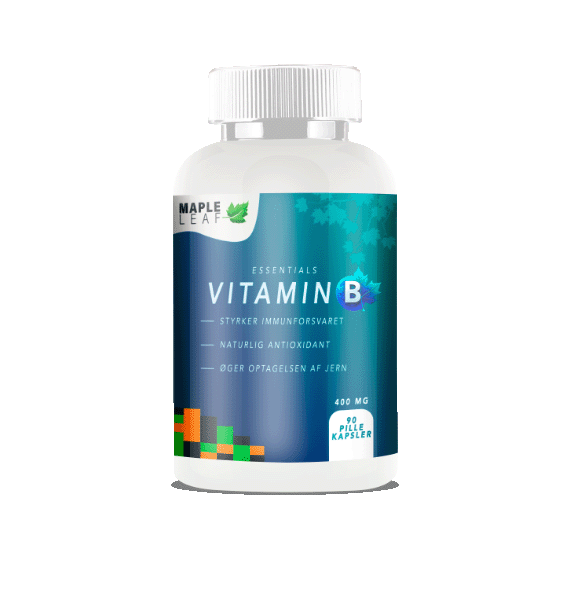 MAPLE
LEAF
ESSENTIALS
VITAMIN B
STYRKER IMMUNFORSVARET
NATURLIG ANTIOXIDANT
ØGER OPTAGELSEN AF JERN
400 MG
90
PILLE
KAPSLER